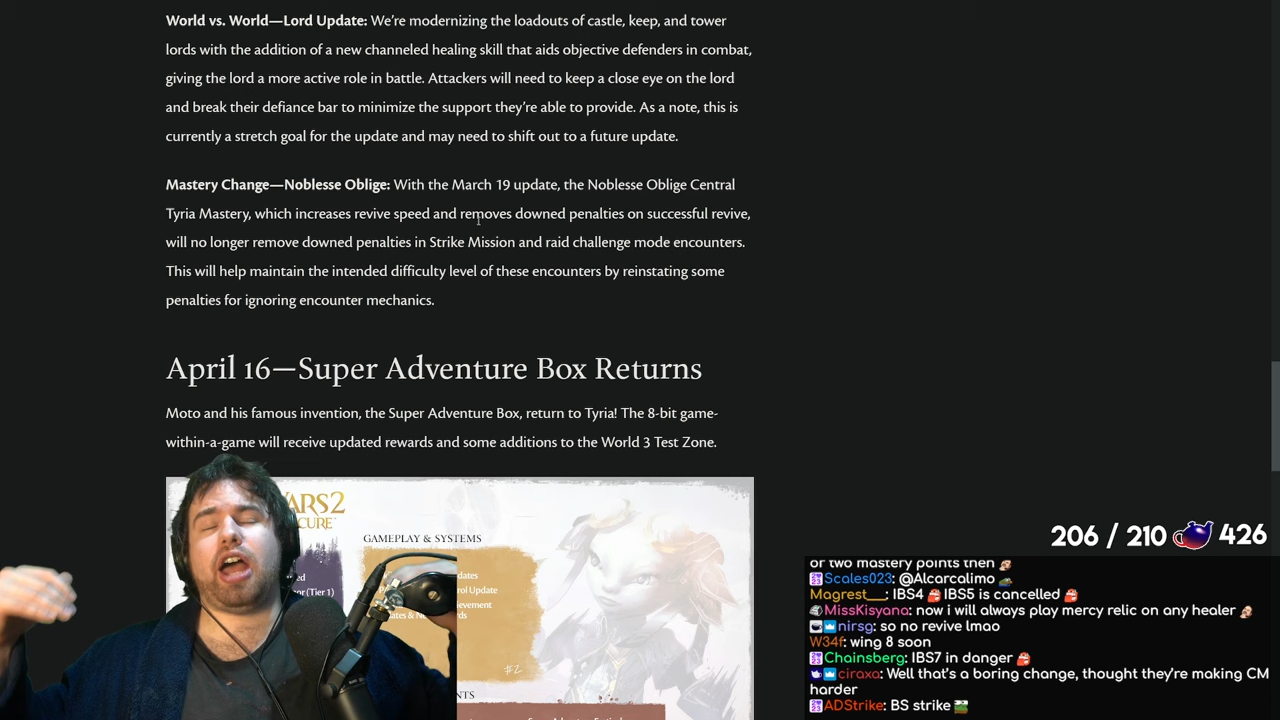 World vs. World—Lord Update: We're modernizing the loadouts of castle, keep, and tower
lords with the addition of a new channeled healing skill that aids objective defenders in combat,
giving the lord a more active role in battle. Attackers will need to keep a close eye on the lord
and break their defiance bar to minimize the support they're able to provide. As a note, this is
currently a stretch goal for the update and may need to shift out to a future update.
Mastery Change—Noblesse Oblige: With the March 19 update, the Noblesse Oblige Central
Tyria Mastery, which increases revive speed and removes downed penalties on successful revive,
will no longer remove downed penalties in Strike Mission and raid challenge mode encounters.
This will help maintain the intended difficulty level of these encounters by reinstating some
penalties for ignoring encounter mechanics.
April 16—Super Adventure Box Returns
Moto and his famous invention, the Super Adventure Box, return to Tyria! The 8-bit game-
within-a-game will receive updated rewards and some additions to the World 3 Test Zone.
GAMEPLAY & SYSTEMS
(Tier 1)
#2
206 / 210 426
or two mastery points then
Scales023: @Alcarcalimo
Magrest__: IBS4 IBS5 is cancelled
MissKisyana: now i will always play mercy relic on any healer
nirsg: so no revive lmao
W34f: wing 8 soon
Chainsberg: IBS7 in danger
ciraxo: Well that's a boring change, thought they're making CM
harder
ADStrike: BS strike